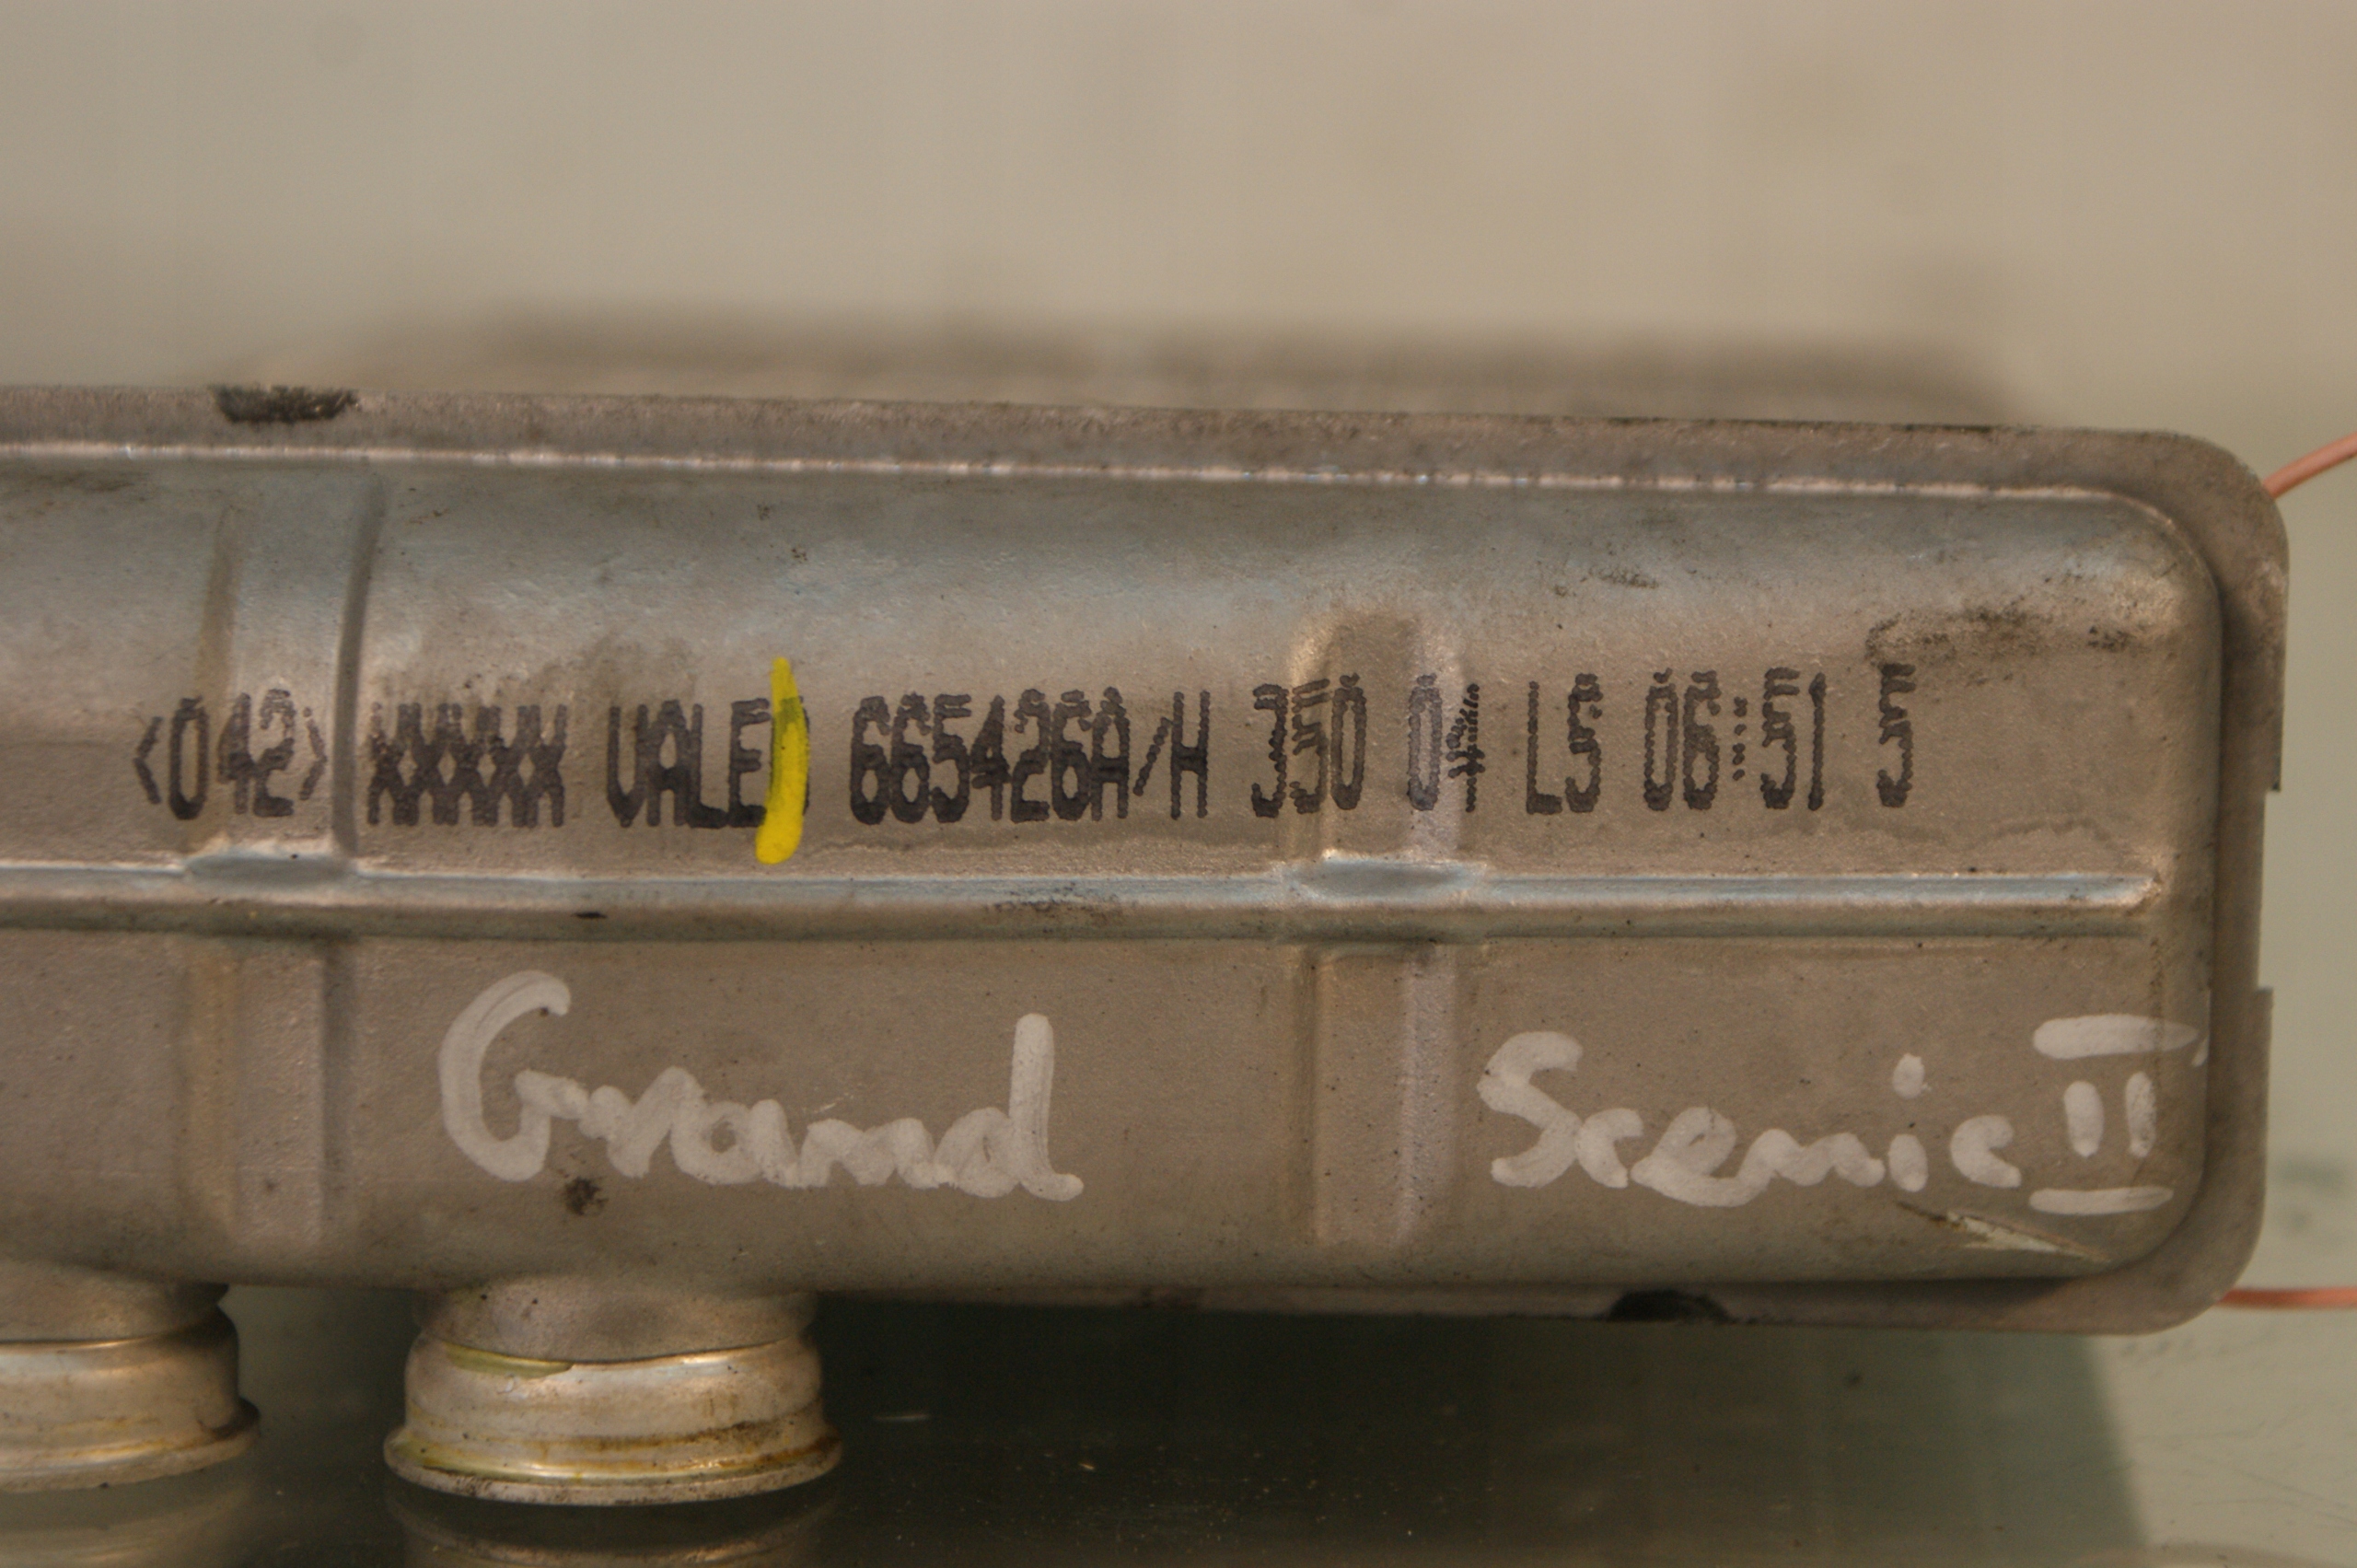 <042> XXXXX VALEO 665426A/H 350 04 LS 06:51 5
Grand Scenic II